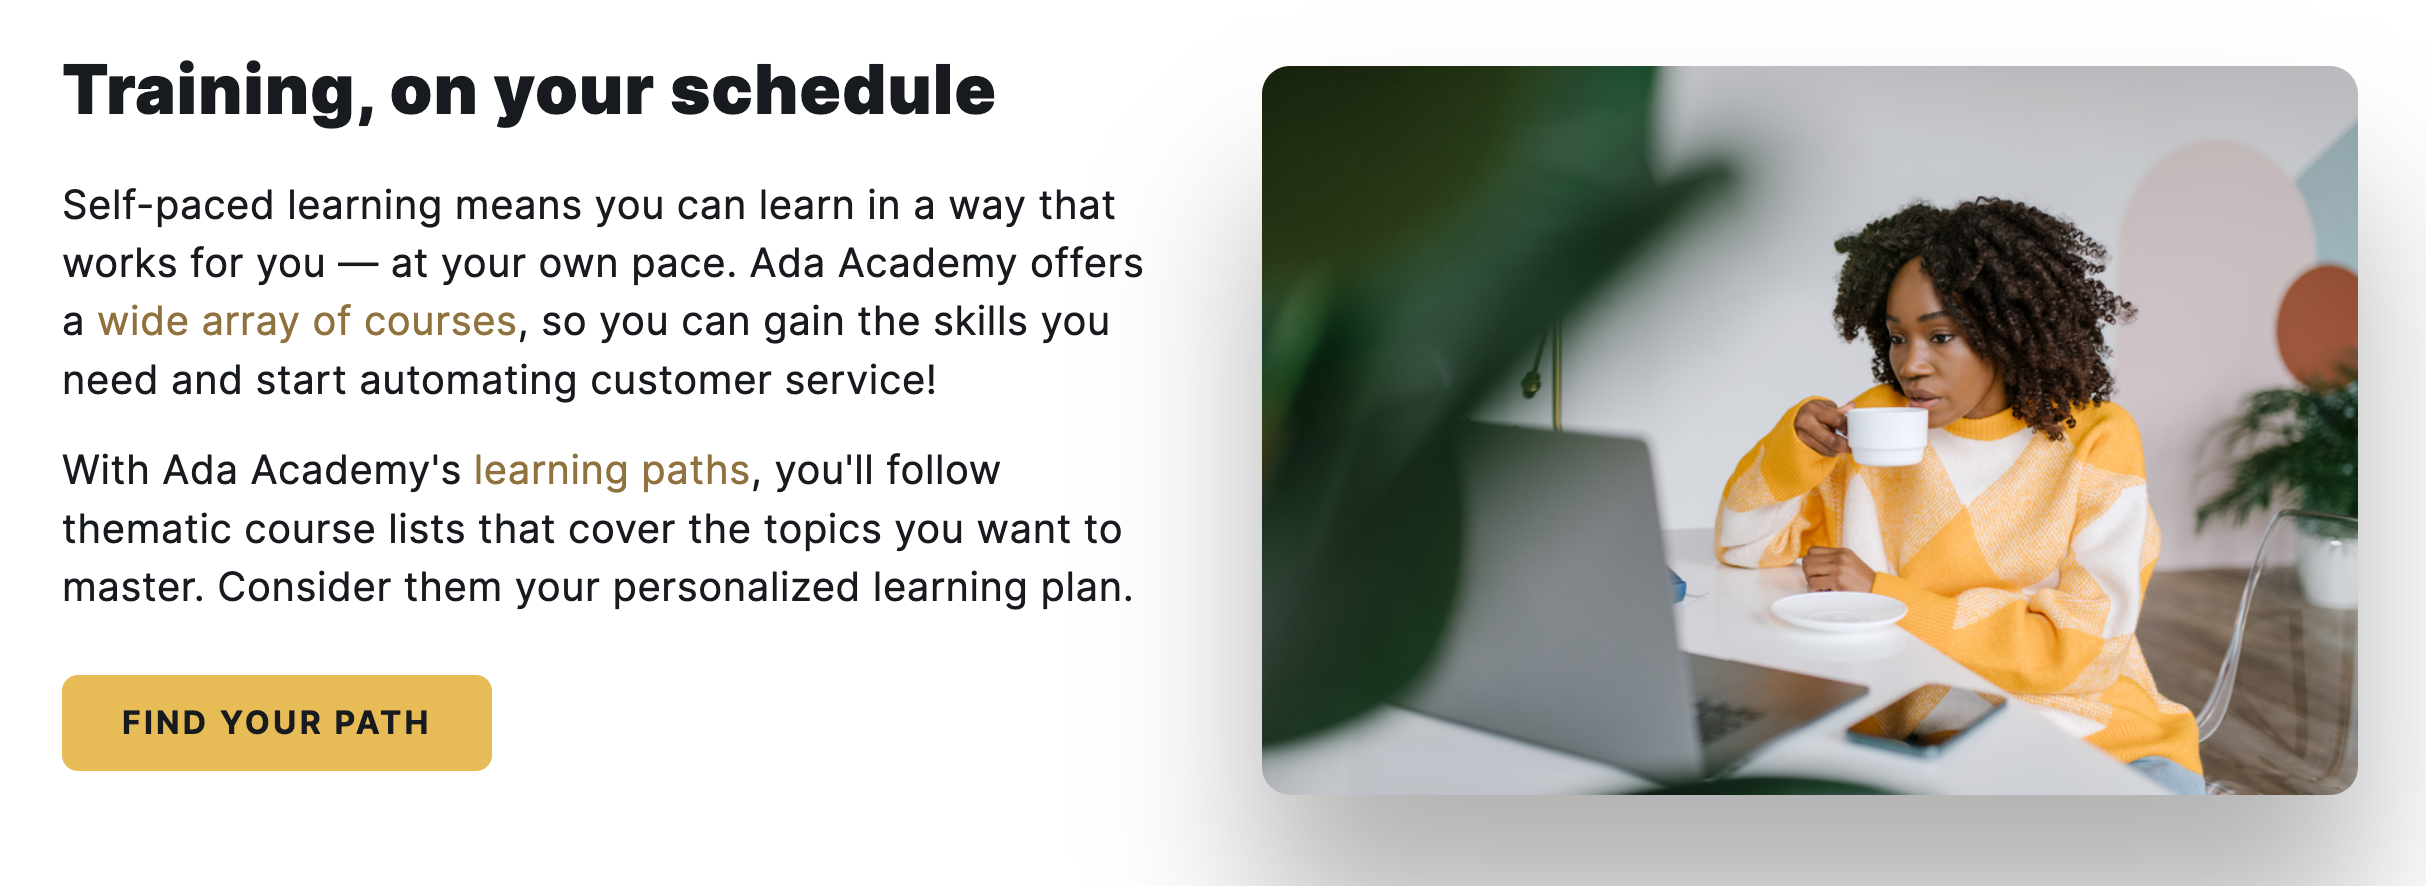 Training, on your schedule
Self-paced learning means you can learn in a way that
works for you — at your own pace. Ada Academy offers
a wide array of courses, so you can gain the skills you
need and start automating customer service!
With Ada Academy's learning paths, you'll follow
thematic course lists that cover the topics you want to
master. Consider them your personalized learning plan.
FIND YOUR PATH